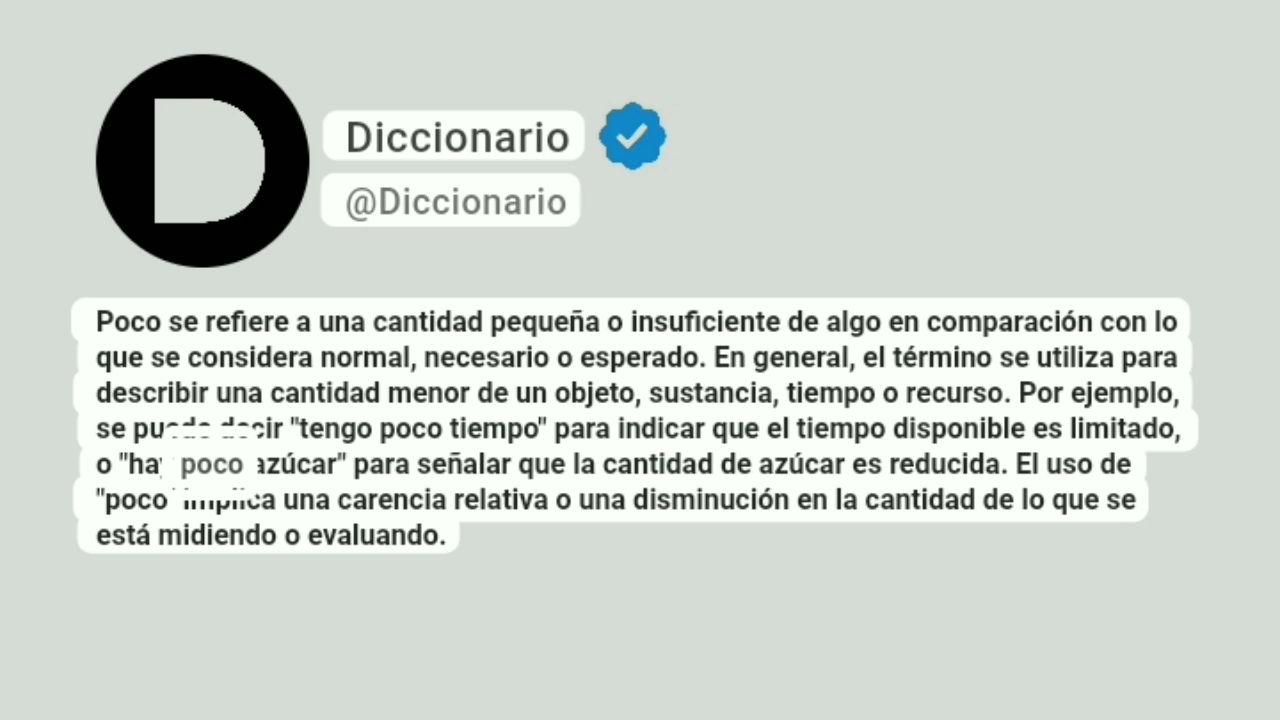 D
Diccionario
@Diccionario
Poco se refiere a una cantidad pequeña o insuficiente de algo en comparación con lo
que se considera normal, necesario o esperado. En general, el término se utiliza para
describir una cantidad menor de un objeto, sustancia, tiempo o recurso. Por ejemplo,
se puede decir "tengo poco tiempo" para indicar que el tiempo disponible es limitado,
o "hay poco azúcar" para señalar que la cantidad de azúcar es reducida. El uso de
"poco" implica una carencia relativa o una disminución en la cantidad de lo que se
está midiendo o evaluando.